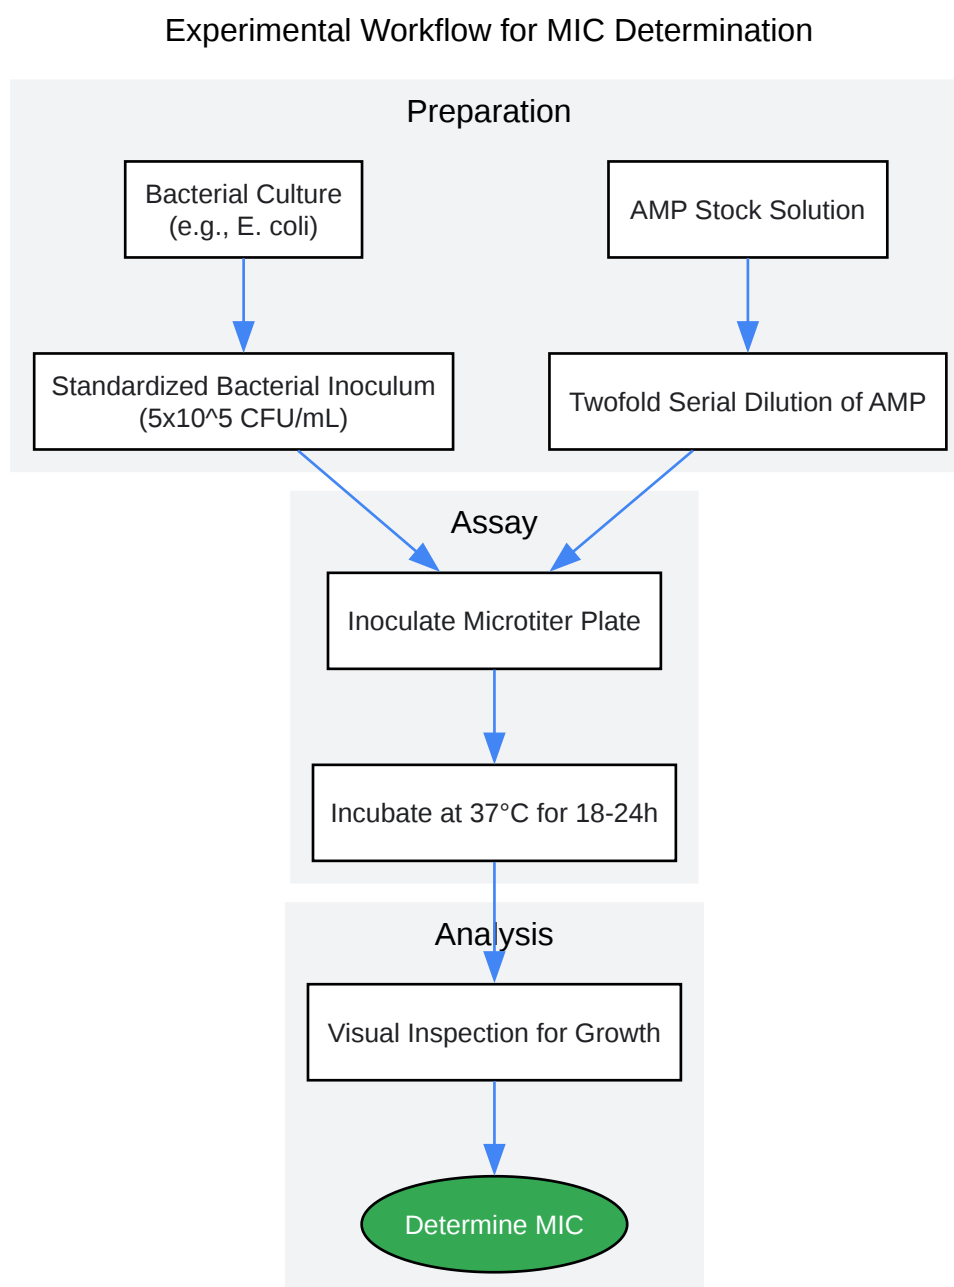 Experimental Workflow for MIC Determination
Preparation
Bacterial Culture
(e.g., E. coli)
AMP Stock Solution
Standardized Bacterial Inoculum
(5x10^5 CFU/mL)
Twofold Serial Dilution of AMP
Assay
Inoculate Microtiter Plate
Incubate at 37°C for 18-24h
Analysis
Visual Inspection for Growth
Determine MIC